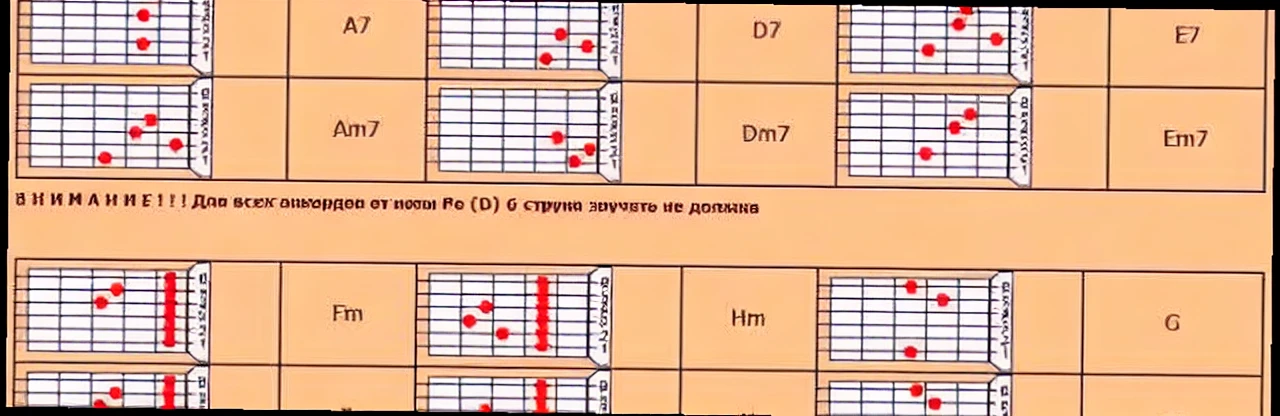 A7 D7 E7
Am7 Dm7 Em7
ВНИМАНИЕ!!! Для всех аккордов от ноты Ре (D) 6 струна звучать не должна
Fm Hm G